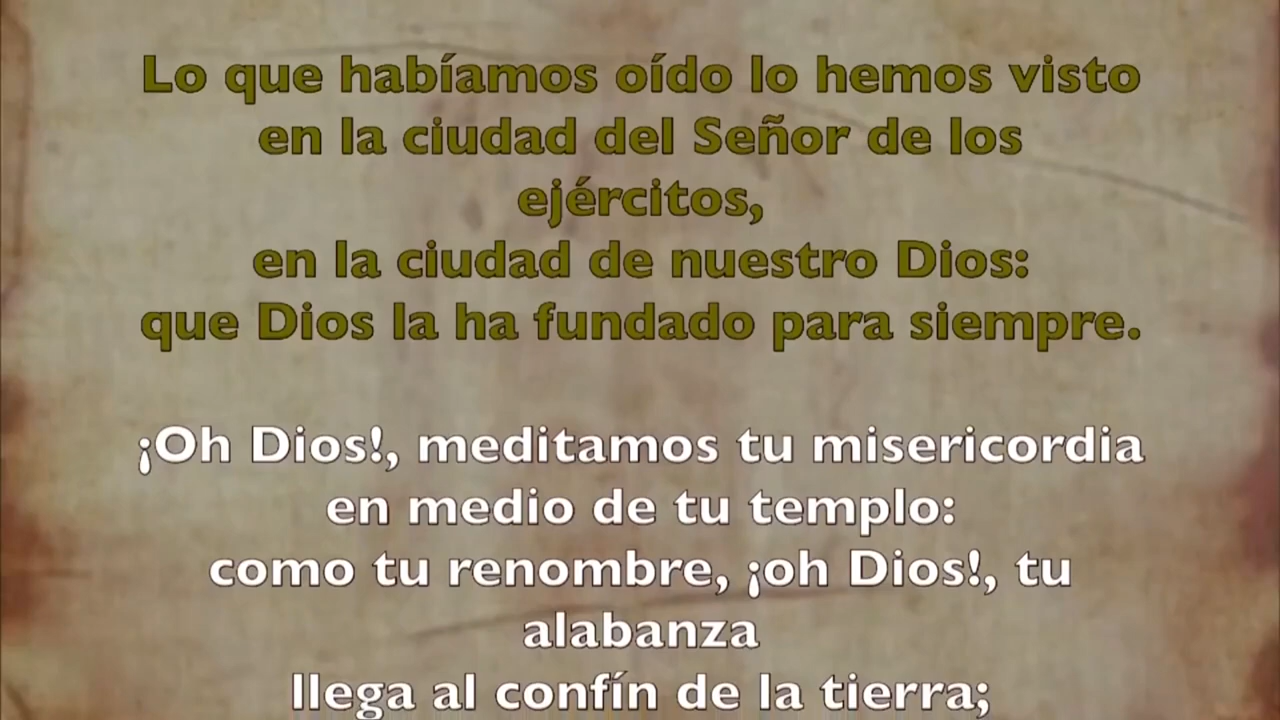 Lo que habíamos oído lo hemos visto
en la ciudad del Señor de los
ejércitos,
en la ciudad de nuestro Dios:
que Dios la ha fundado para siempre.
¡Oh Dios!, meditamos tu misericordia
en medio de tu templo:
como tu renombre, ¡oh Dios!, tu
alabanza
llega al confín de la tierra;